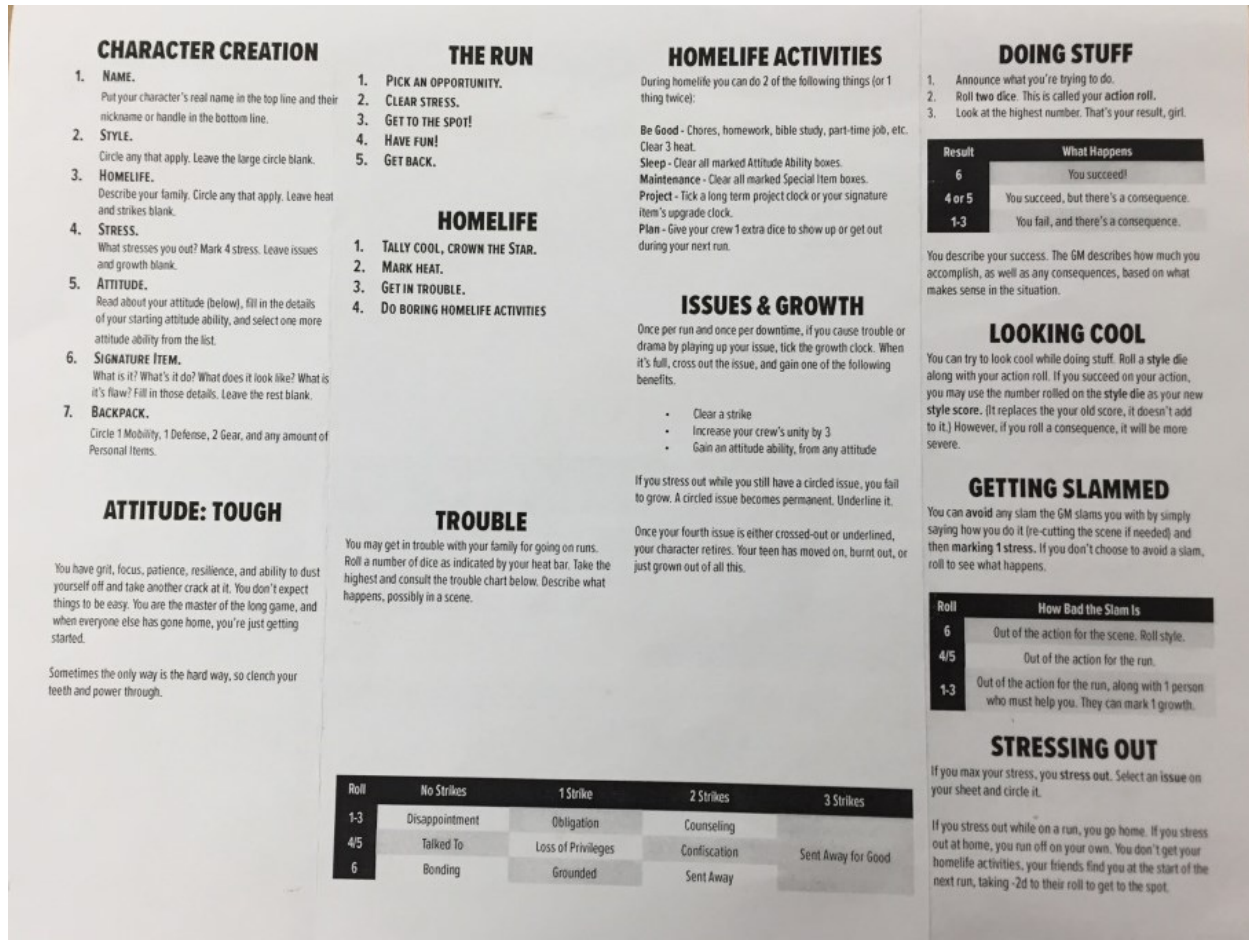 CHARACTER CREATION
1. NAME.
Put your character's real name in the top line and their
nickname or handle in the bottom line.
2. STYLE.
Circle any that apply. Leave the large circle blank.
3. HOMELIFE.
Describe your family. Circle any that apply. Leave heat
and strikes blank.
4. STRESS.
What stresses you out? Mark 4 stress. Leave issues
and growth blank.
5. ATTITUDE.
Read about your attitude (below), fill in the details
of your starting attitude ability, and select one more
attitude ability from the list.
6. SIGNATURE ITEM.
What is it? What's it do? What does it look like? What is
it's flaw? Fill in those details. Leave the rest blank.
7. BACKPACK.
Circle 1 Mobility, 1 Defense, 2 Gear, and any amount of
Personal Items.
ATTITUDE: TOUGH
You have grit, focus, patience, resilience, and ability to dust
yourself off and take another crack at it. You don't expect
things to be easy. You are the master of the long game, and
when everyone else has gone home, you're just getting
started.
Sometimes the only way is the hard way, so clench your
teeth and power through.
THE RUN
1. PICK AN OPPORTUNITY.
2. CLEAR STRESS.
3. GET TO THE SPOT!
4. HAVE FUN!
5. GET BACK.
HOMELIFE
1. TALLY COOL, CROWN THE STAR.
2. MARK HEAT.
3. GET IN TROUBLE.
4. DO BORING HOMELIFE ACTIVITIES
TROUBLE
You may get in trouble with your family for going on runs.
Roll a number of dice as indicated by your heat bar. Take the
highest and consult the trouble chart below. Describe what
happens, possibly in a scene.
Roll No Strikes 1 Strike 2 Strikes 3 Strikes
1-3 Disappointment Obligation Counseling
4/5 Talked To Loss of Privileges Confiscation Sent Away for Good
6 Bonding Grounded Sent Away
HOMELIFE ACTIVITIES
During homelife you can do 2 of the following things (or 1
thing twice):
Be Good - Chores, homework, bible study, part-time job, etc.
Clear 3 heat.
Sleep - Clear all marked Attitude Ability boxes.
Maintenance - Clear all marked Special Item boxes.
Project - Tick a long term project clock or your signature
item's upgrade clock.
Plan - Give your crew 1 extra dice to show up or get out
during your next run.
ISSUES & GROWTH
Once per run and once per downtime, if you cause trouble or
drama by playing up your issue, tick the growth clock. When
it's full, cross out the issue, and gain one of the following
benefits.
• Clear a strike
• Increase your crew's unity by 3
• Gain an attitude ability, from any attitude
If you stress out while you still have a circled issue, you fail
to grow. A circled issue becomes permanent. Underline it.
Once your fourth issue is either crossed-out or underlined,
your character retires. Your teen has moved on, burnt out, or
just grown out of all this.
DOING STUFF
1. Announce what you're trying to do.
2. Roll two dice. This is called your action roll.
3. Look at the highest number. That's your result, girl.
Result What Happens
6 You succeed!
4 or 5 You succeed, but there's a consequence.
1-3 You fail, and there's a consequence.
You describe your success. The GM describes how much you
accomplish, as well as any consequences, based on what
makes sense in the situation.
LOOKING COOL
You can try to look cool while doing stuff. Roll a style die
along with your action roll. If you succeed on your action,
you may use the number rolled on the style die as your new
style score. (It replaces your old score, it doesn't add
to it.) However, if you roll a consequence, it will be more
severe.
GETTING SLAMMED
You can avoid any slam the GM slams you with by simply
saying how you do it (re-cutting the scene if needed) and
then marking 1 stress. If you don't choose to avoid a slam,
roll to see what happens.
Roll How Bad the Slam Is
6 Out of the action for the scene. Roll style.
4/5 Out of the action for the run.
1-3 Out of the action for the run, along with 1 person
who must help you. They can mark 1 growth.
STRESSING OUT
If you max your stress, you stress out. Select an issue on
your sheet and circle it.
If you stress out while on a run, you go home. If you stress
out at home, you run off on your own. You don't get your
homelife activities, your friends find you at the start of the
next run, taking -2d to their roll to get to the spot.